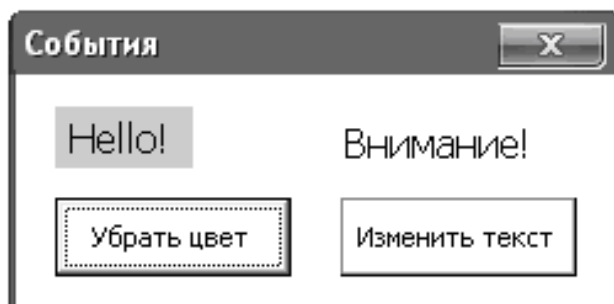 События
Hello!
Внимание!
Убрать цвет
Изменить текст